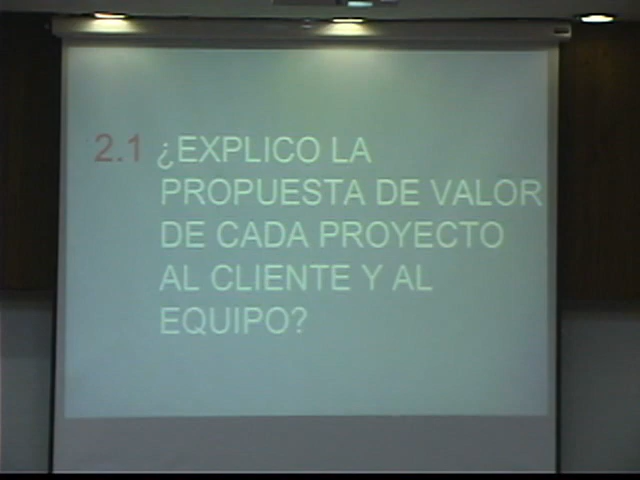 2.1 ¿EXPLICO LA
PROPUESTA DE VALOR
DE CADA PROYECTO
AL CLIENTE Y AL
EQUIPO?